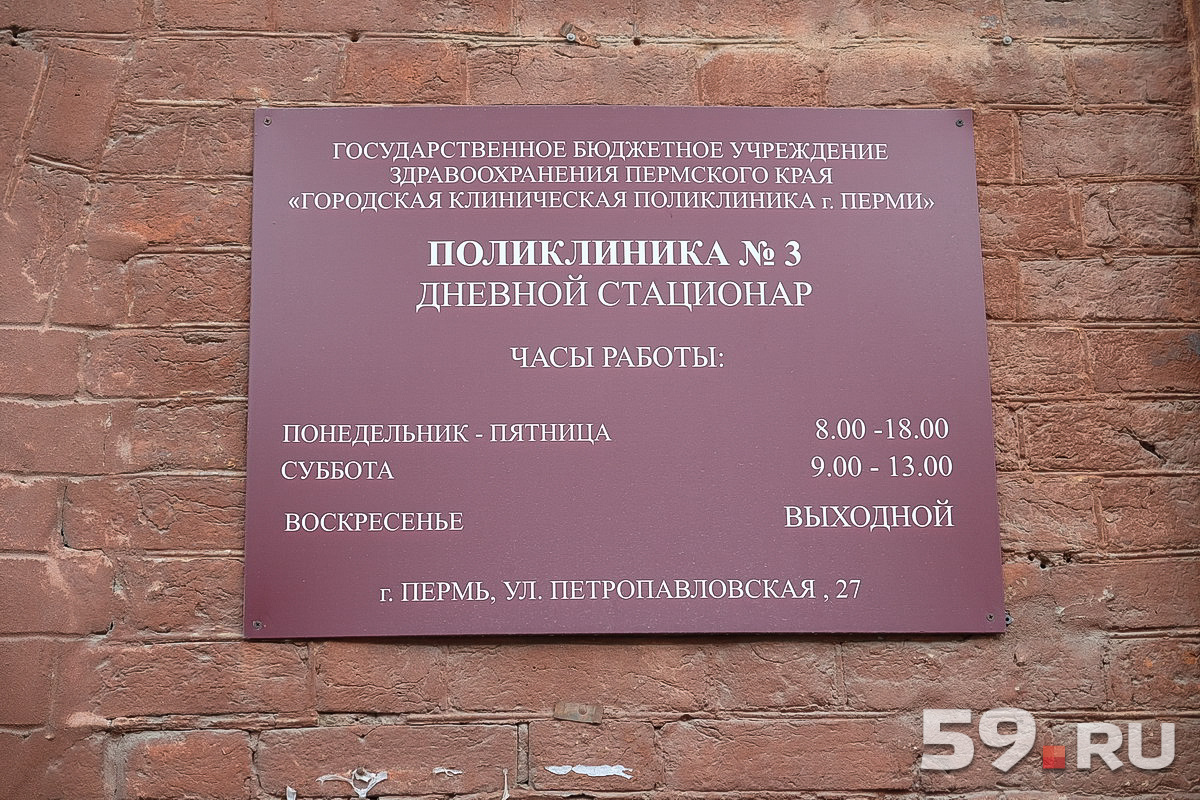 ГОСУДАРСТВЕННОЕ БЮДЖЕТНОЕ УЧРЕЖДЕНИЕ
ЗДРАВООХРАНЕНИЯ ПЕРМСКОГО КРАЯ
«ГОРОДСКАЯ КЛИНИЧЕСКАЯ ПОЛИКЛИНИКА г. ПЕРМИ»
ПОЛИКЛИНИКА № 3
ДНЕВНОЙ СТАЦИОНАР
ЧАСЫ РАБОТЫ:
ПОНЕДЕЛЬНИК - ПЯТНИЦА 8.00 -18.00
СУББОТА 9.00 - 13.00
ВОСКРЕСЕНЬЕ ВЫХОДНОЙ
г. ПЕРМЬ, УЛ. ПЕТРОПАВЛОВСКАЯ , 27
59.RU